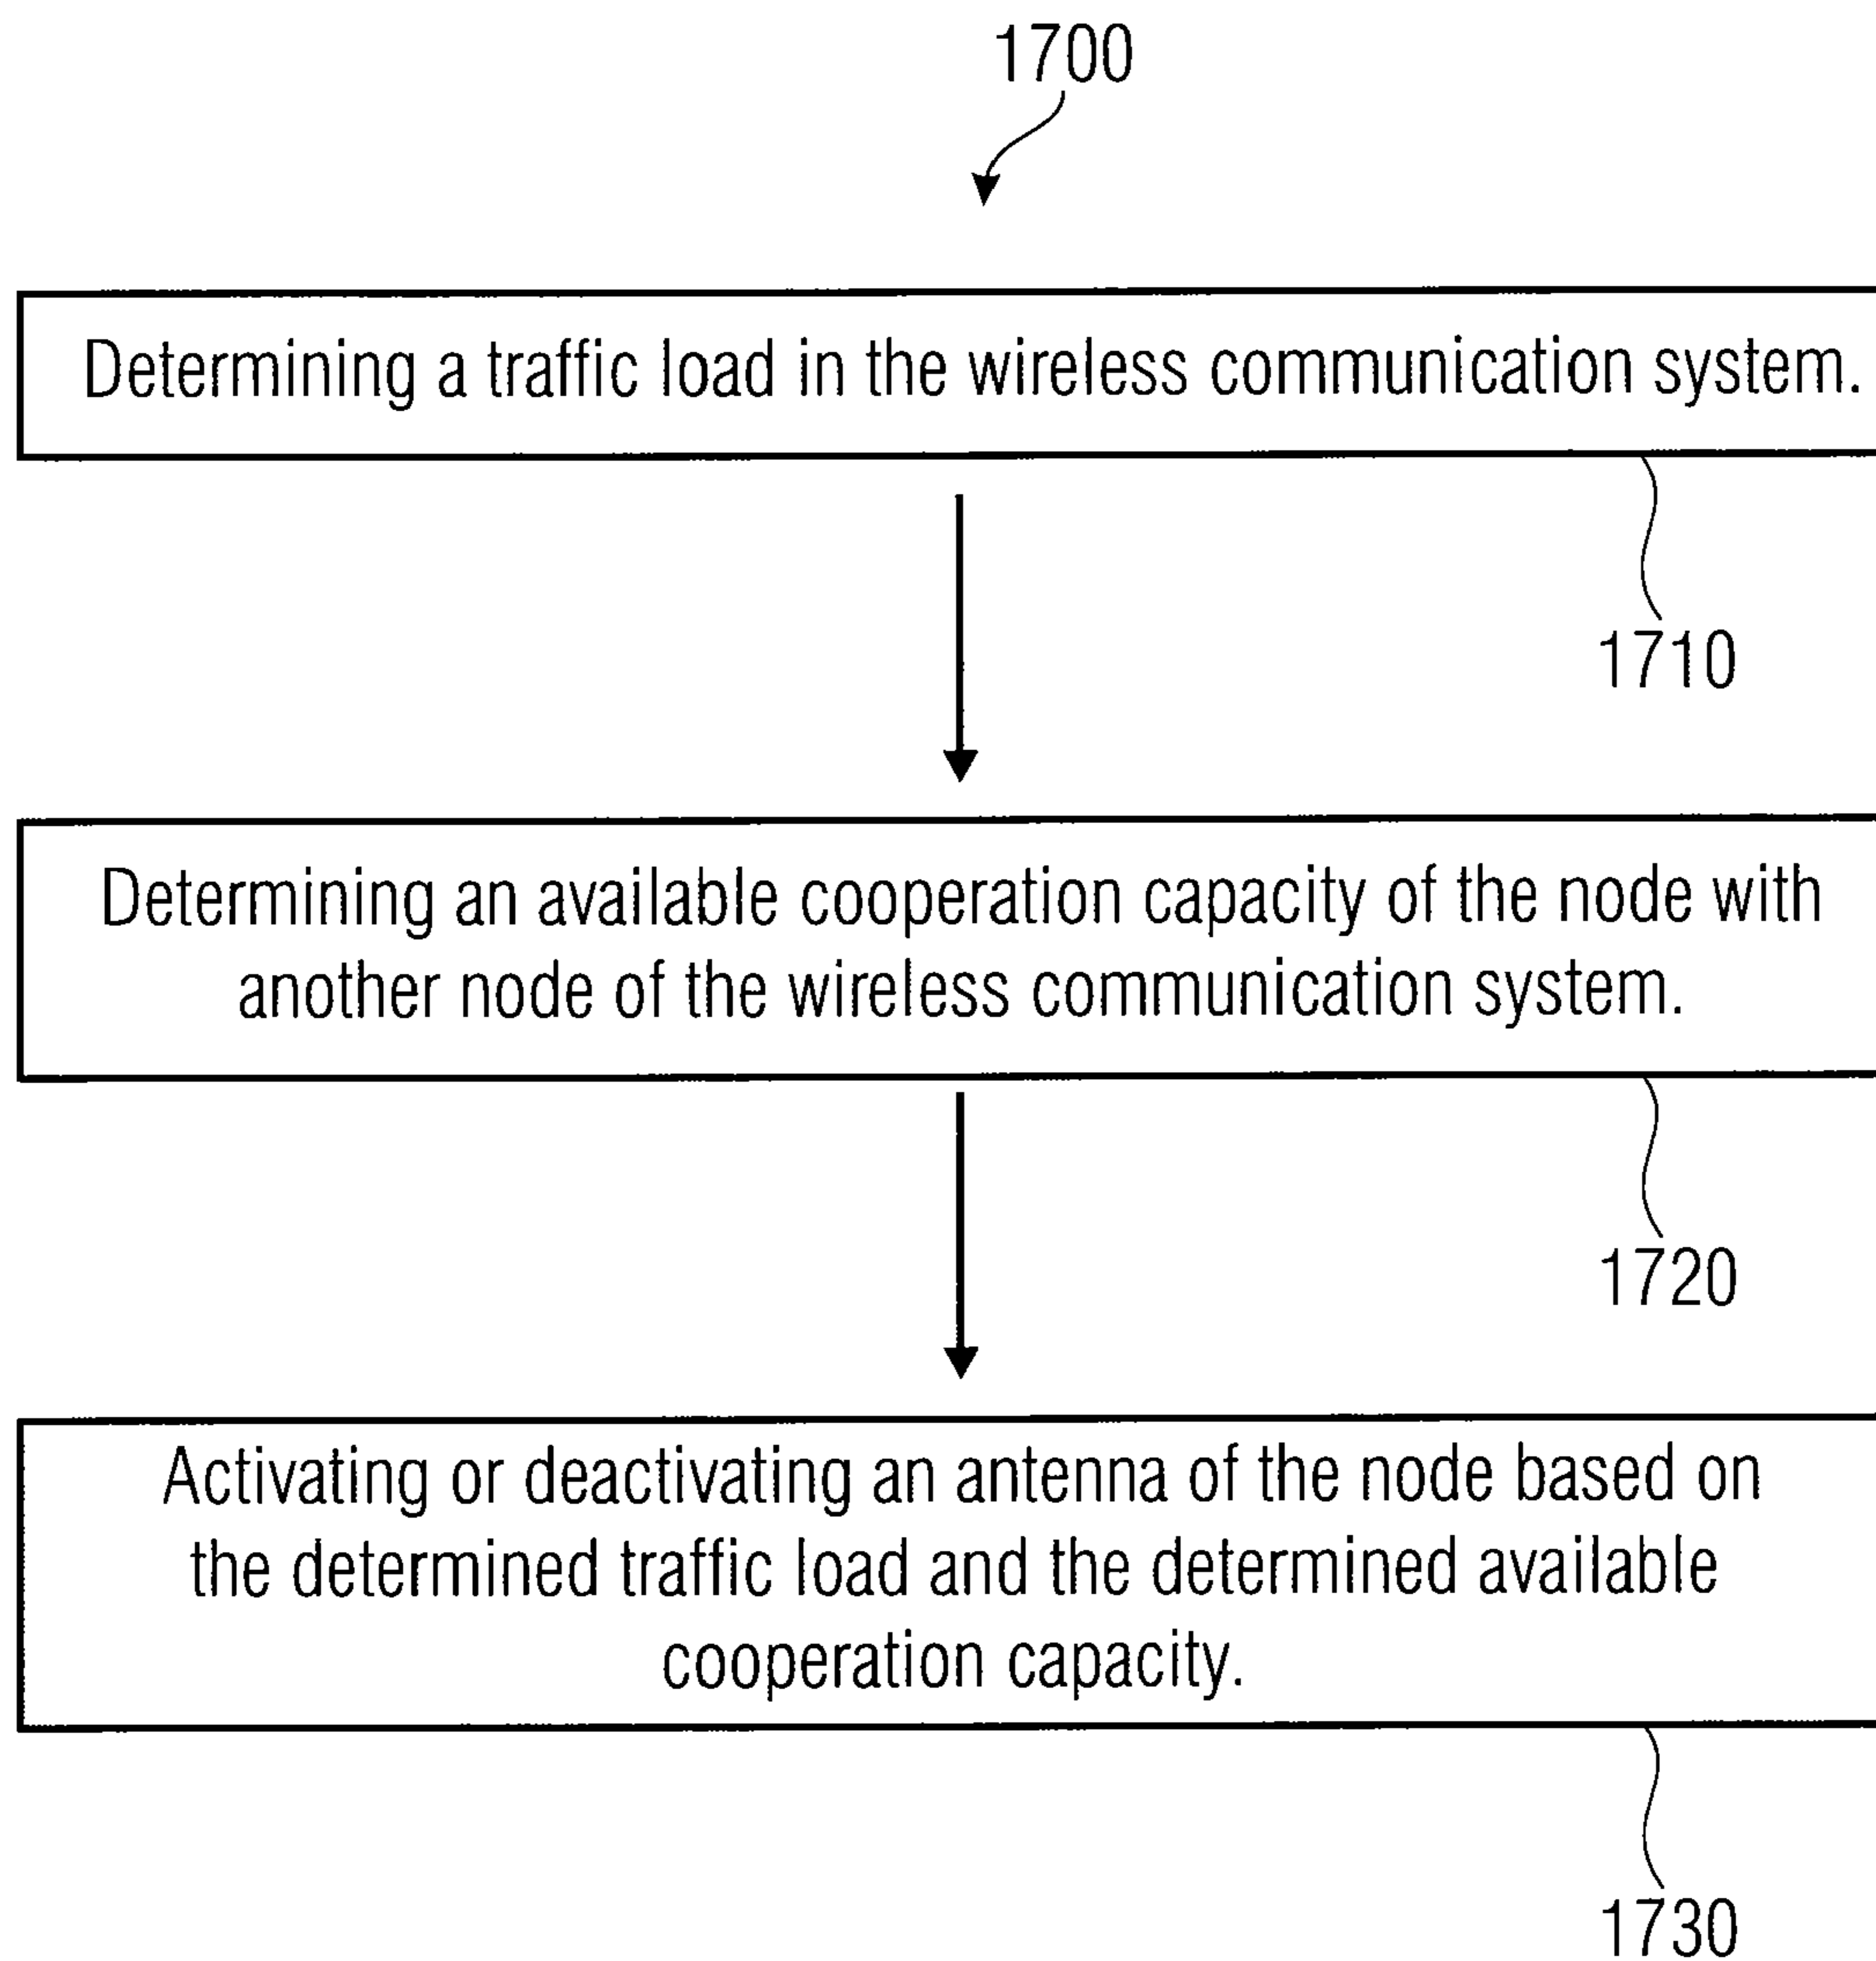 1700
Determining a traffic load in the wireless communication system.
1710
Determining an available cooperation capacity of the node with
another node of the wireless communication system.
1720
Activating or deactivating an antenna of the node based on
the determined traffic load and the determined available
cooperation capacity.
1730